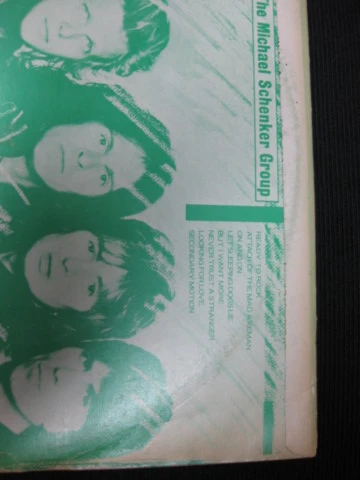 The Michael Schenker Group
READY TO ROCK
ATTACK OF THE MAD AXEMAN
ON AND ON
LET SLEEPING DOGS LIE
BUT I WANT MORE
NEVER TRUST A STRANGER
LOOKING FOR LOVE
SECONDARY MOTION